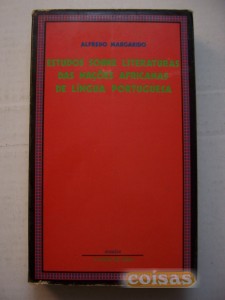 ALFREDO MARGARIDO
ESTUDOS SOBRE LITERATURAS
DAS NAÇÕES AFRICANAS
DE LÍNGUA PORTUGUESA
coisas